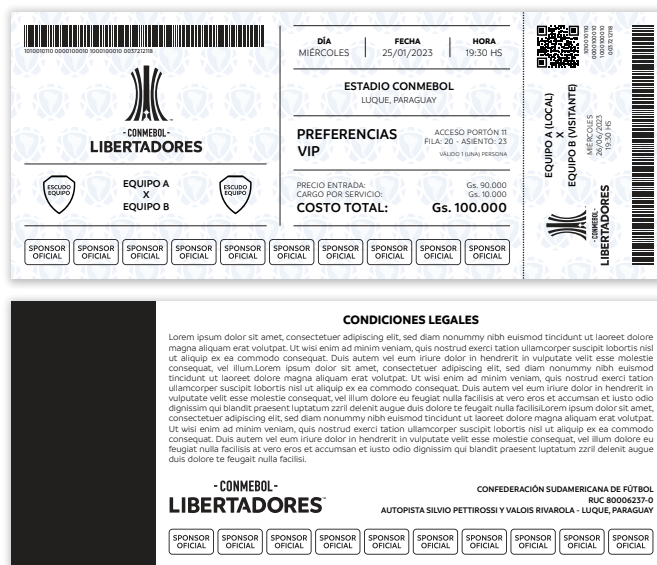 1010010110 0000100010 1000100010 0037212118
- CONMEBOL -
LIBERTADORES
ESCUDO
EQUIPO
EQUIPO A
X
EQUIPO B
ESCUDO
EQUIPO
DÍA
MIÉRCOLES
FECHA
25/01/2023
HORA
19:30 HS
ESTADIO CONMEBOL
LUQUE, PARAGUAY
PREFERENCIAS
VIP
ACCESO PORTÓN 11
FILA: 20 - ASIENTO: 23
VÁLIDO 1 (UNA) PERSONA
PRECIO ENTRADA: Gs. 90.000
CARGO POR SERVICIO: Gs. 10.000
COSTO TOTAL: Gs. 100.000
SPONSOR OFICIAL SPONSOR OFICIAL SPONSOR OFICIAL SPONSOR OFICIAL SPONSOR OFICIAL SPONSOR OFICIAL SPONSOR OFICIAL SPONSOR OFICIAL SPONSOR OFICIAL SPONSOR OFICIAL
1010010110
0000100010
1000100010
0037212118
EQUIPO A (LOCAL)
X
EQUIPO B (VISITANTE)
MIÉRCOLES
26/06/2023
19:30 HS
- CONMEBOL -
LIBERTADORES
CONDICIONES LEGALES
Lorem ipsum dolor sit amet, consectetuer adipiscing elit, sed diam nonummy nibh euismod tincidunt ut laoreet dolore
magna aliquam erat volutpat. Ut wisi enim ad minim veniam, quis nostrud exerci tation ullamcorper suscipit lobortis nisl
ut aliquip ex ea commodo consequat. Duis autem vel eum iriure dolor in hendrerit in vulputate velit esse molestie
consequat, vel illum.Lorem ipsum dolor sit amet, consectetuer adipiscing elit, sed diam nonummy nibh euismod
tincidunt ut laoreet dolore magna aliquam erat volutpat. Ut wisi enim ad minim veniam, quis nostrud exerci tation
ullamcorper suscipit lobortis nisl ut aliquip ex ea commodo consequat. Duis autem vel eum iriure dolor in hendrerit in
vulputate velit esse molestie consequat, vel illum dolore eu feugiat nulla facilisis at vero eros et accumsan et iusto odio
dignissim qui blandit praesent luptatum zzril delenit augue duis dolore te feugait nulla facilisiLorem ipsum dolor sit amet,
consectetuer adipiscing elit, sed diam nonummy nibh euismod tincidunt ut laoreet dolore magna aliquam erat volutpat.
Ut wisi enim ad minim veniam, quis nostrud exerci tation ullamcorper suscipit lobortis nisl ut aliquip ex ea commodo
consequat. Duis autem vel eum iriure dolor in hendrerit in vulputate velit esse molestie consequat, vel illum dolore eu
feugiat nulla facilisis at vero eros et accumsan et iusto odio dignissim qui blandit praesent luptatum zzril delenit augue
duis dolore te feugait nulla facilisi.
- CONMEBOL -
LIBERTADORES™
CONFEDERACIÓN SUDAMERICANA DE FÚTBOL
RUC 80006237-0
AUTOPISTA SILVIO PETTIROSSI Y VALOIS RIVAROLA - LUQUE, PARAGUAY
SPONSOR OFICIAL SPONSOR OFICIAL SPONSOR OFICIAL SPONSOR OFICIAL SPONSOR OFICIAL SPONSOR OFICIAL SPONSOR OFICIAL SPONSOR OFICIAL SPONSOR OFICIAL SPONSOR OFICIAL